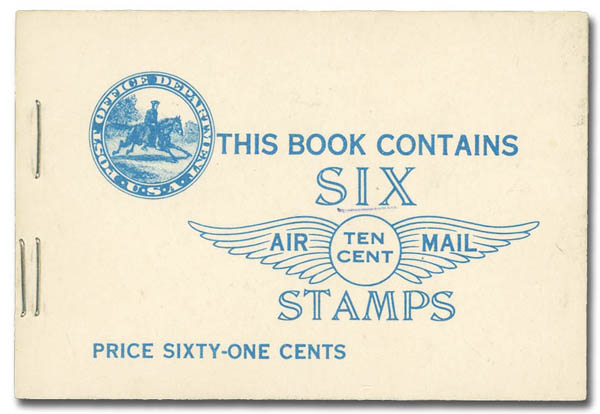 POST OFFICE DEPARTMENT
U.S.A.
THIS BOOK CONTAINS
SIX
AIR TEN CENT MAIL
STAMPS
PRICE SIXTY-ONE CENTS